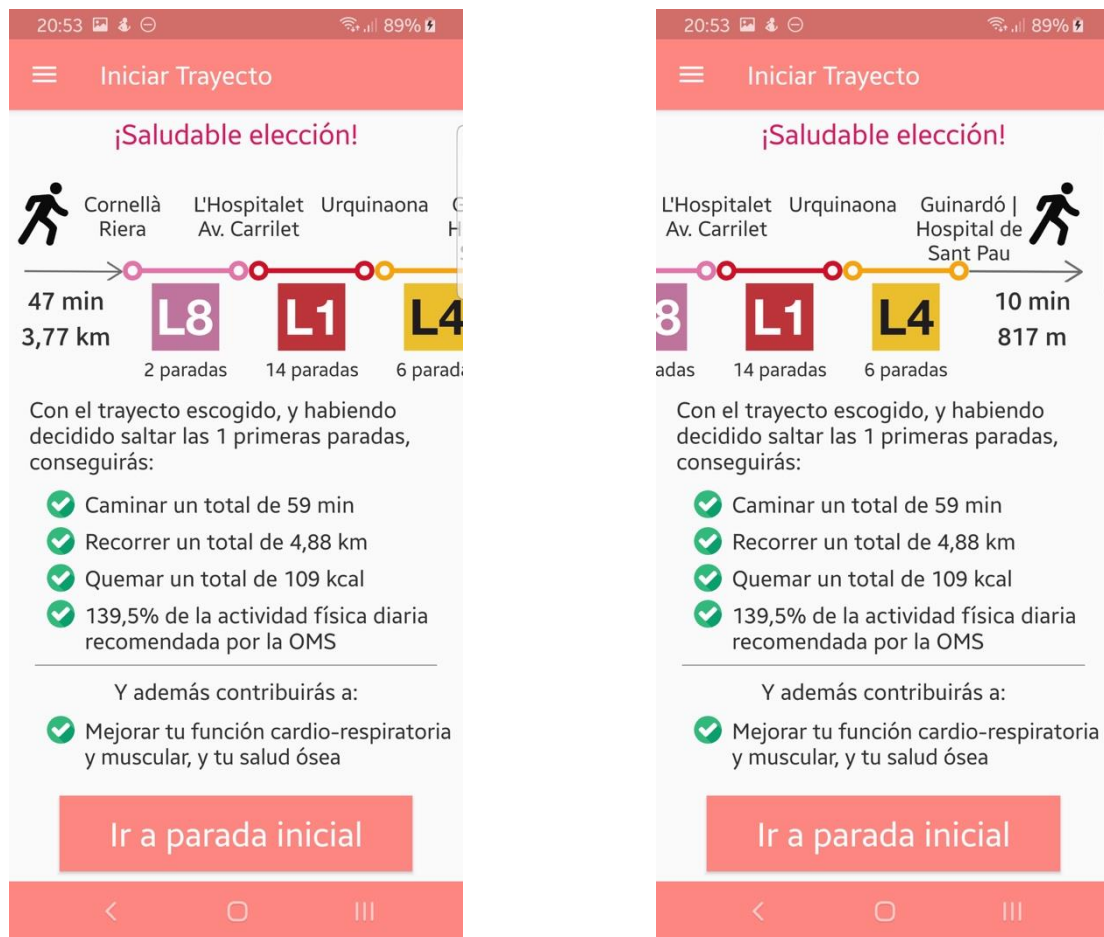 20:53 89%
Iniciar Trayecto
¡Saludable elección!
Cornellà
Riera
L'Hospitalet
Av. Carrilet
Urquinaona
G
H
47 min
3,77 km
L8
L1
L4
2 paradas
14 paradas
6 parada
Con el trayecto escogido, y habiendo
decidido saltar las 1 primeras paradas,
conseguirás:
Caminar un total de 59 min
Recorrer un total de 4,88 km
Quemar un total de 109 kcal
139,5% de la actividad física diaria
recomendada por la OMS
Y además contribuirás a:
Mejorar tu función cardio-respiratoria
y muscular, y tu salud ósea
Ir a parada inicial
20:53 89%
Iniciar Trayecto
¡Saludable elección!
L'Hospitalet
Av. Carrilet
Urquinaona
Guinardó |
Hospital de
Sant Pau
10 min
817 m
8
L1
L4
adas
14 paradas
6 paradas
Con el trayecto escogido, y habiendo
decidido saltar las 1 primeras paradas,
conseguirás:
Caminar un total de 59 min
Recorrer un total de 4,88 km
Quemar un total de 109 kcal
139,5% de la actividad física diaria
recomendada por la OMS
Y además contribuirás a:
Mejorar tu función cardio-respiratoria
y muscular, y tu salud ósea
Ir a parada inicial